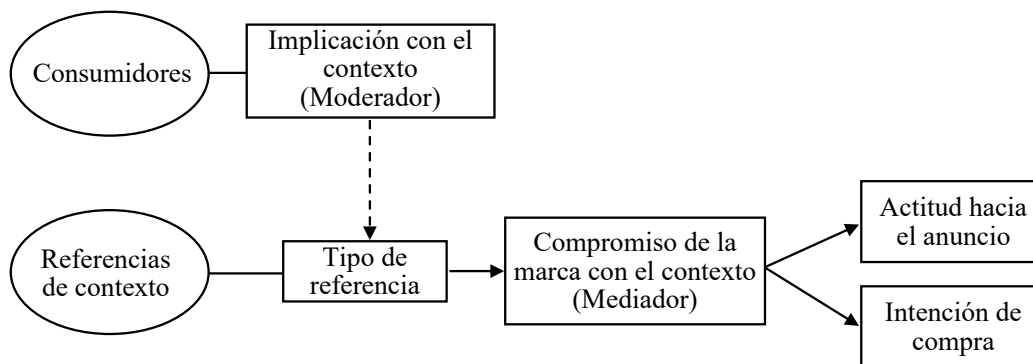 Consumidores
Implicación con el
contexto
(Moderador)
Referencias
de contexto
Tipo de
referencia
Compromiso de la
marca con el contexto
(Mediador)
Actitud hacia
el anuncio
Intención de
compra